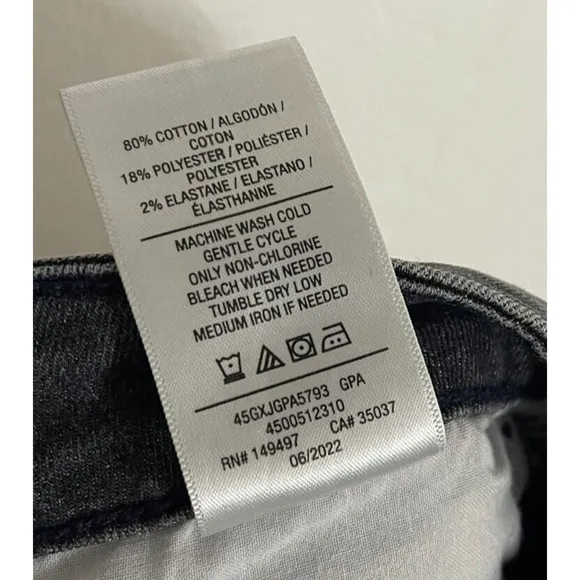 80% COTTON / ALGODÓN /
COTON
18% POLYESTER / POLIÉSTER /
POLYESTER
2% ELASTANE / ELASTANO /
ÉLASTHANNE
MACHINE WASH COLD
GENTLE CYCLE
ONLY NON-CHLORINE
BLEACH WHEN NEEDED
TUMBLE DRY LOW
MEDIUM IRON IF NEEDED
45GXJGPA5793 GPA
4500512310
RN# 149497 CA# 35037
06/2022